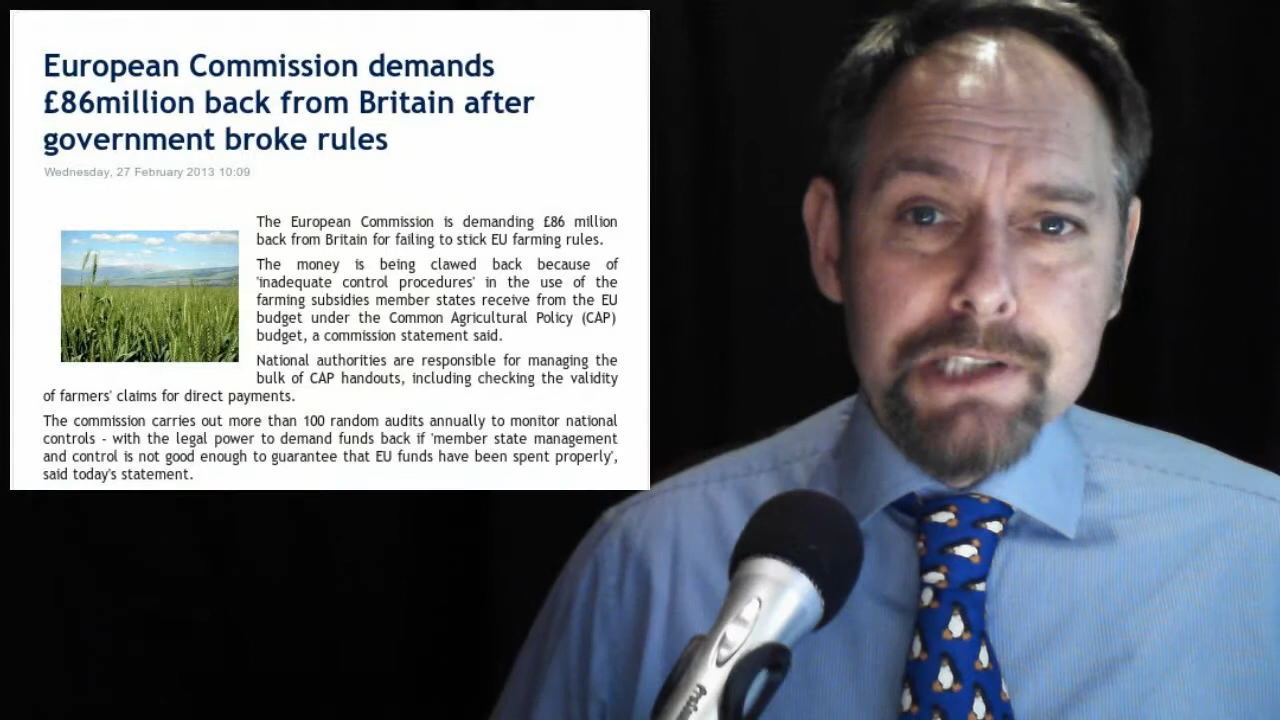 European Commission demands
£86million back from Britain after
government broke rules
Wednesday, 27 February 2013 10:09
The European Commission is demanding £86 million
back from Britain for failing to stick EU farming rules.
The money is being clawed back because of
'inadequate control procedures' in the use of the
farming subsidies member states receive from the EU
budget under the Common Agricultural Policy (CAP)
budget, a commission statement said.
National authorities are responsible for managing the
bulk of CAP handouts, including checking the validity
of farmers' claims for direct payments.
The commission carries out more than 100 random audits annually to monitor national
controls - with the legal power to demand funds back if 'member state management
and control is not good enough to guarantee that EU funds have been spent properly',
said today's statement.